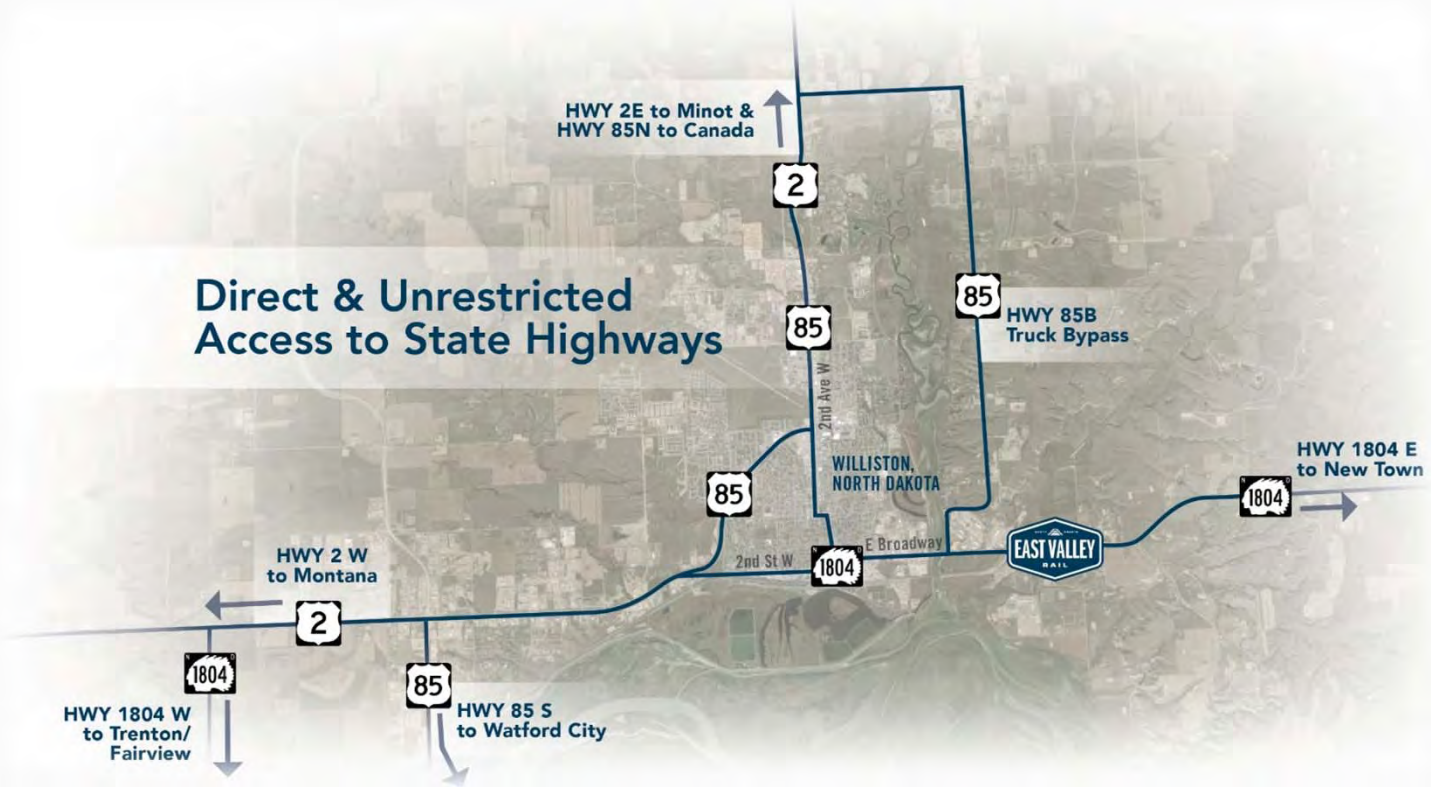 HWY 2E to Minot &
HWY 85N to Canada
2
Direct & Unrestricted
Access to State Highways
85
2nd Ave W
85
HWY 85B
Truck Bypass
WILLISTON,
NORTH DAKOTA
85
HWY 1804 E
to New Town
N D
1804
2nd St W
N D
1804
E Broadway
EAST VALLEY
RAIL
HWY 2 W
to Montana
2
N D
1804
HWY 1804 W
to Trenton/
Fairview
85
HWY 85 S
to Watford City